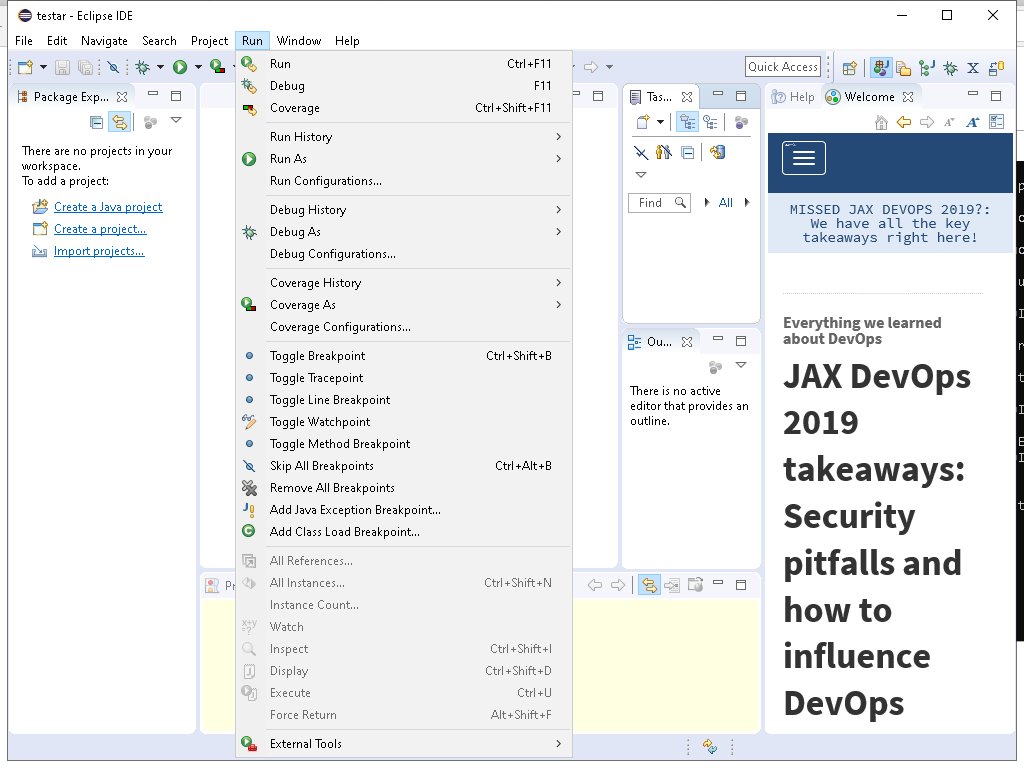 testar - Eclipse IDE
File Edit Navigate Search Project Run Window Help
Quick Access
Package Exp...
There are no projects in your
workspace.
To add a project:
Create a Java project
Create a project...
Import projects...
Run Ctrl+F11
Debug F11
Coverage Ctrl+Shift+F11
Run History
Run As
Run Configurations...
Debug History
Debug As
Debug Configurations...
Coverage History
Coverage As
Coverage Configurations...
Toggle Breakpoint Ctrl+Shift+B
Toggle Tracepoint
Toggle Line Breakpoint
Toggle Watchpoint
Toggle Method Breakpoint
Skip All Breakpoints Ctrl+Alt+B
Remove All Breakpoints
Add Java Exception Breakpoint...
Add Class Load Breakpoint...
All References...
All Instances... Ctrl+Shift+N
Instance Count...
Watch
Inspect Ctrl+Shift+I
Display Ctrl+Shift+D
Execute Ctrl+U
Force Return Alt+Shift+F
External Tools
Pr
Tas...
Find All
Ou...
There is no active
editor that provides an
outline.
Help Welcome
MISSED JAX DEVOPS 2019?:
We have all the key
takeaways right here!
Everything we learned
about DevOps
JAX DevOps
2019
takeaways:
Security
pitfalls and
how to
influence
DevOps